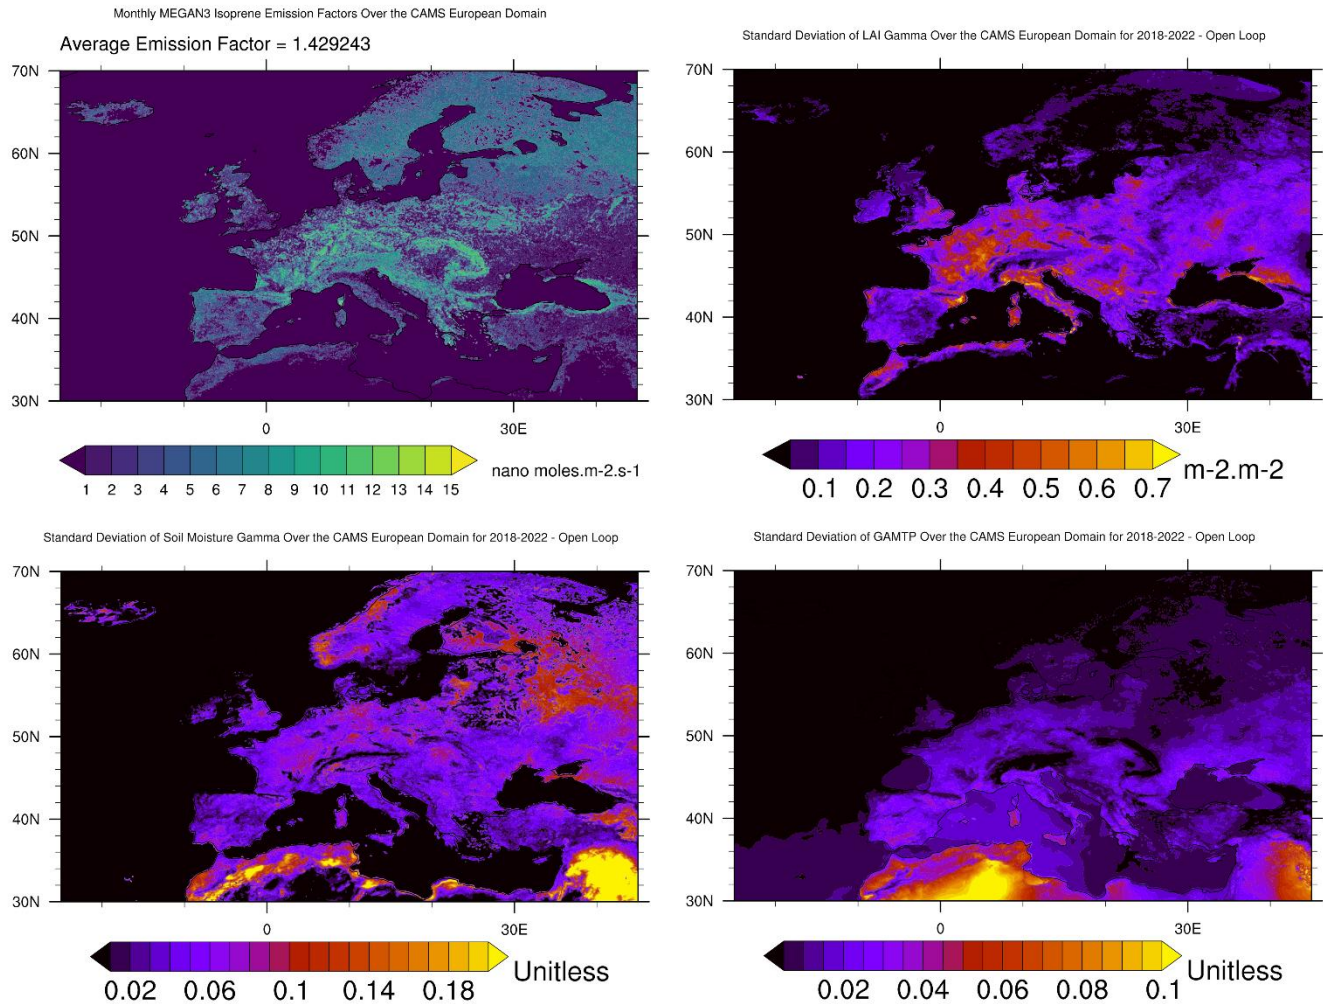 Monthly MEGAN3 Isoprene Emission Factors Over the CAMS European Domain
Average Emission Factor = 1.429243
70N
60N
50N
40N
30N
0
30E
1 2 3 4 5 6 7 8 9 10 11 12 13 14 15
nano moles.m-2.s-1
Standard Deviation of LAI Gamma Over the CAMS European Domain for 2018-2022 - Open Loop
70N
60N
50N
40N
30N
0
30E
0.1 0.2 0.3 0.4 0.5 0.6 0.7
m-2.m-2
Standard Deviation of Soil Moisture Gamma Over the CAMS European Domain for 2018-2022 - Open Loop
70N
60N
50N
40N
30N
0
30E
0.02 0.06 0.1 0.14 0.18
Unitless
Standard Deviation of GAMTP Over the CAMS European Domain for 2018-2022 - Open Loop
70N
60N
50N
40N
30N
0
30E
0.02 0.04 0.06 0.08 0.1
Unitless